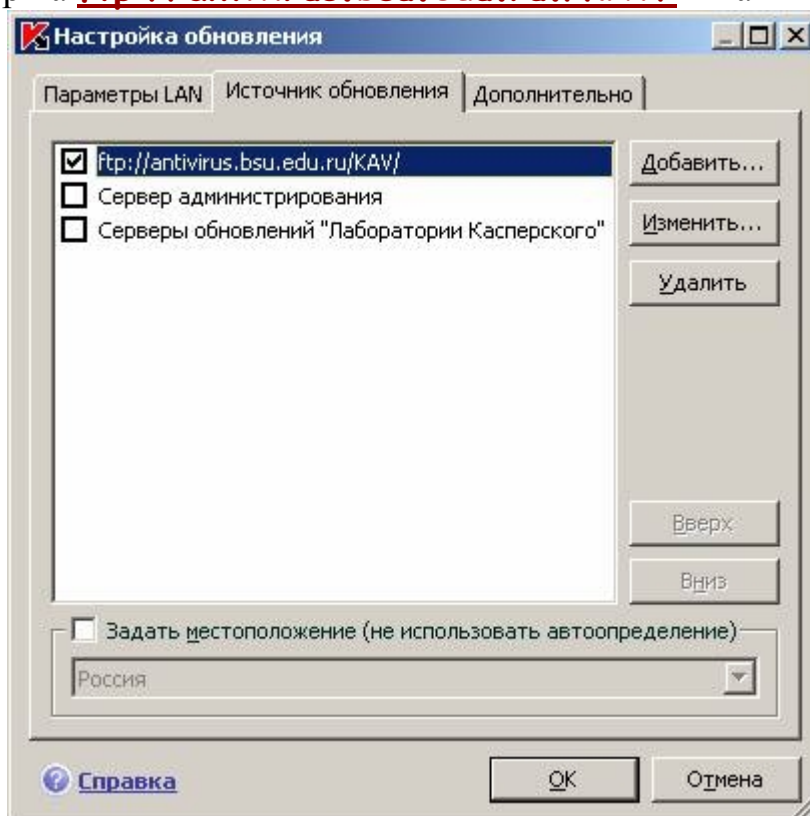 Настройка обновления
Параметры LAN Источник обновления Дополнительно
ftp://antivirus.bsu.edu.ru/KAV/ Добавить...
Сервер администрирования
Серверы обновлений "Лаборатории Касперского" Изменить...
Удалить
Вверх
Вниз
Задать местоположение (не использовать автоопределение)
Россия
Справка OK Отмена